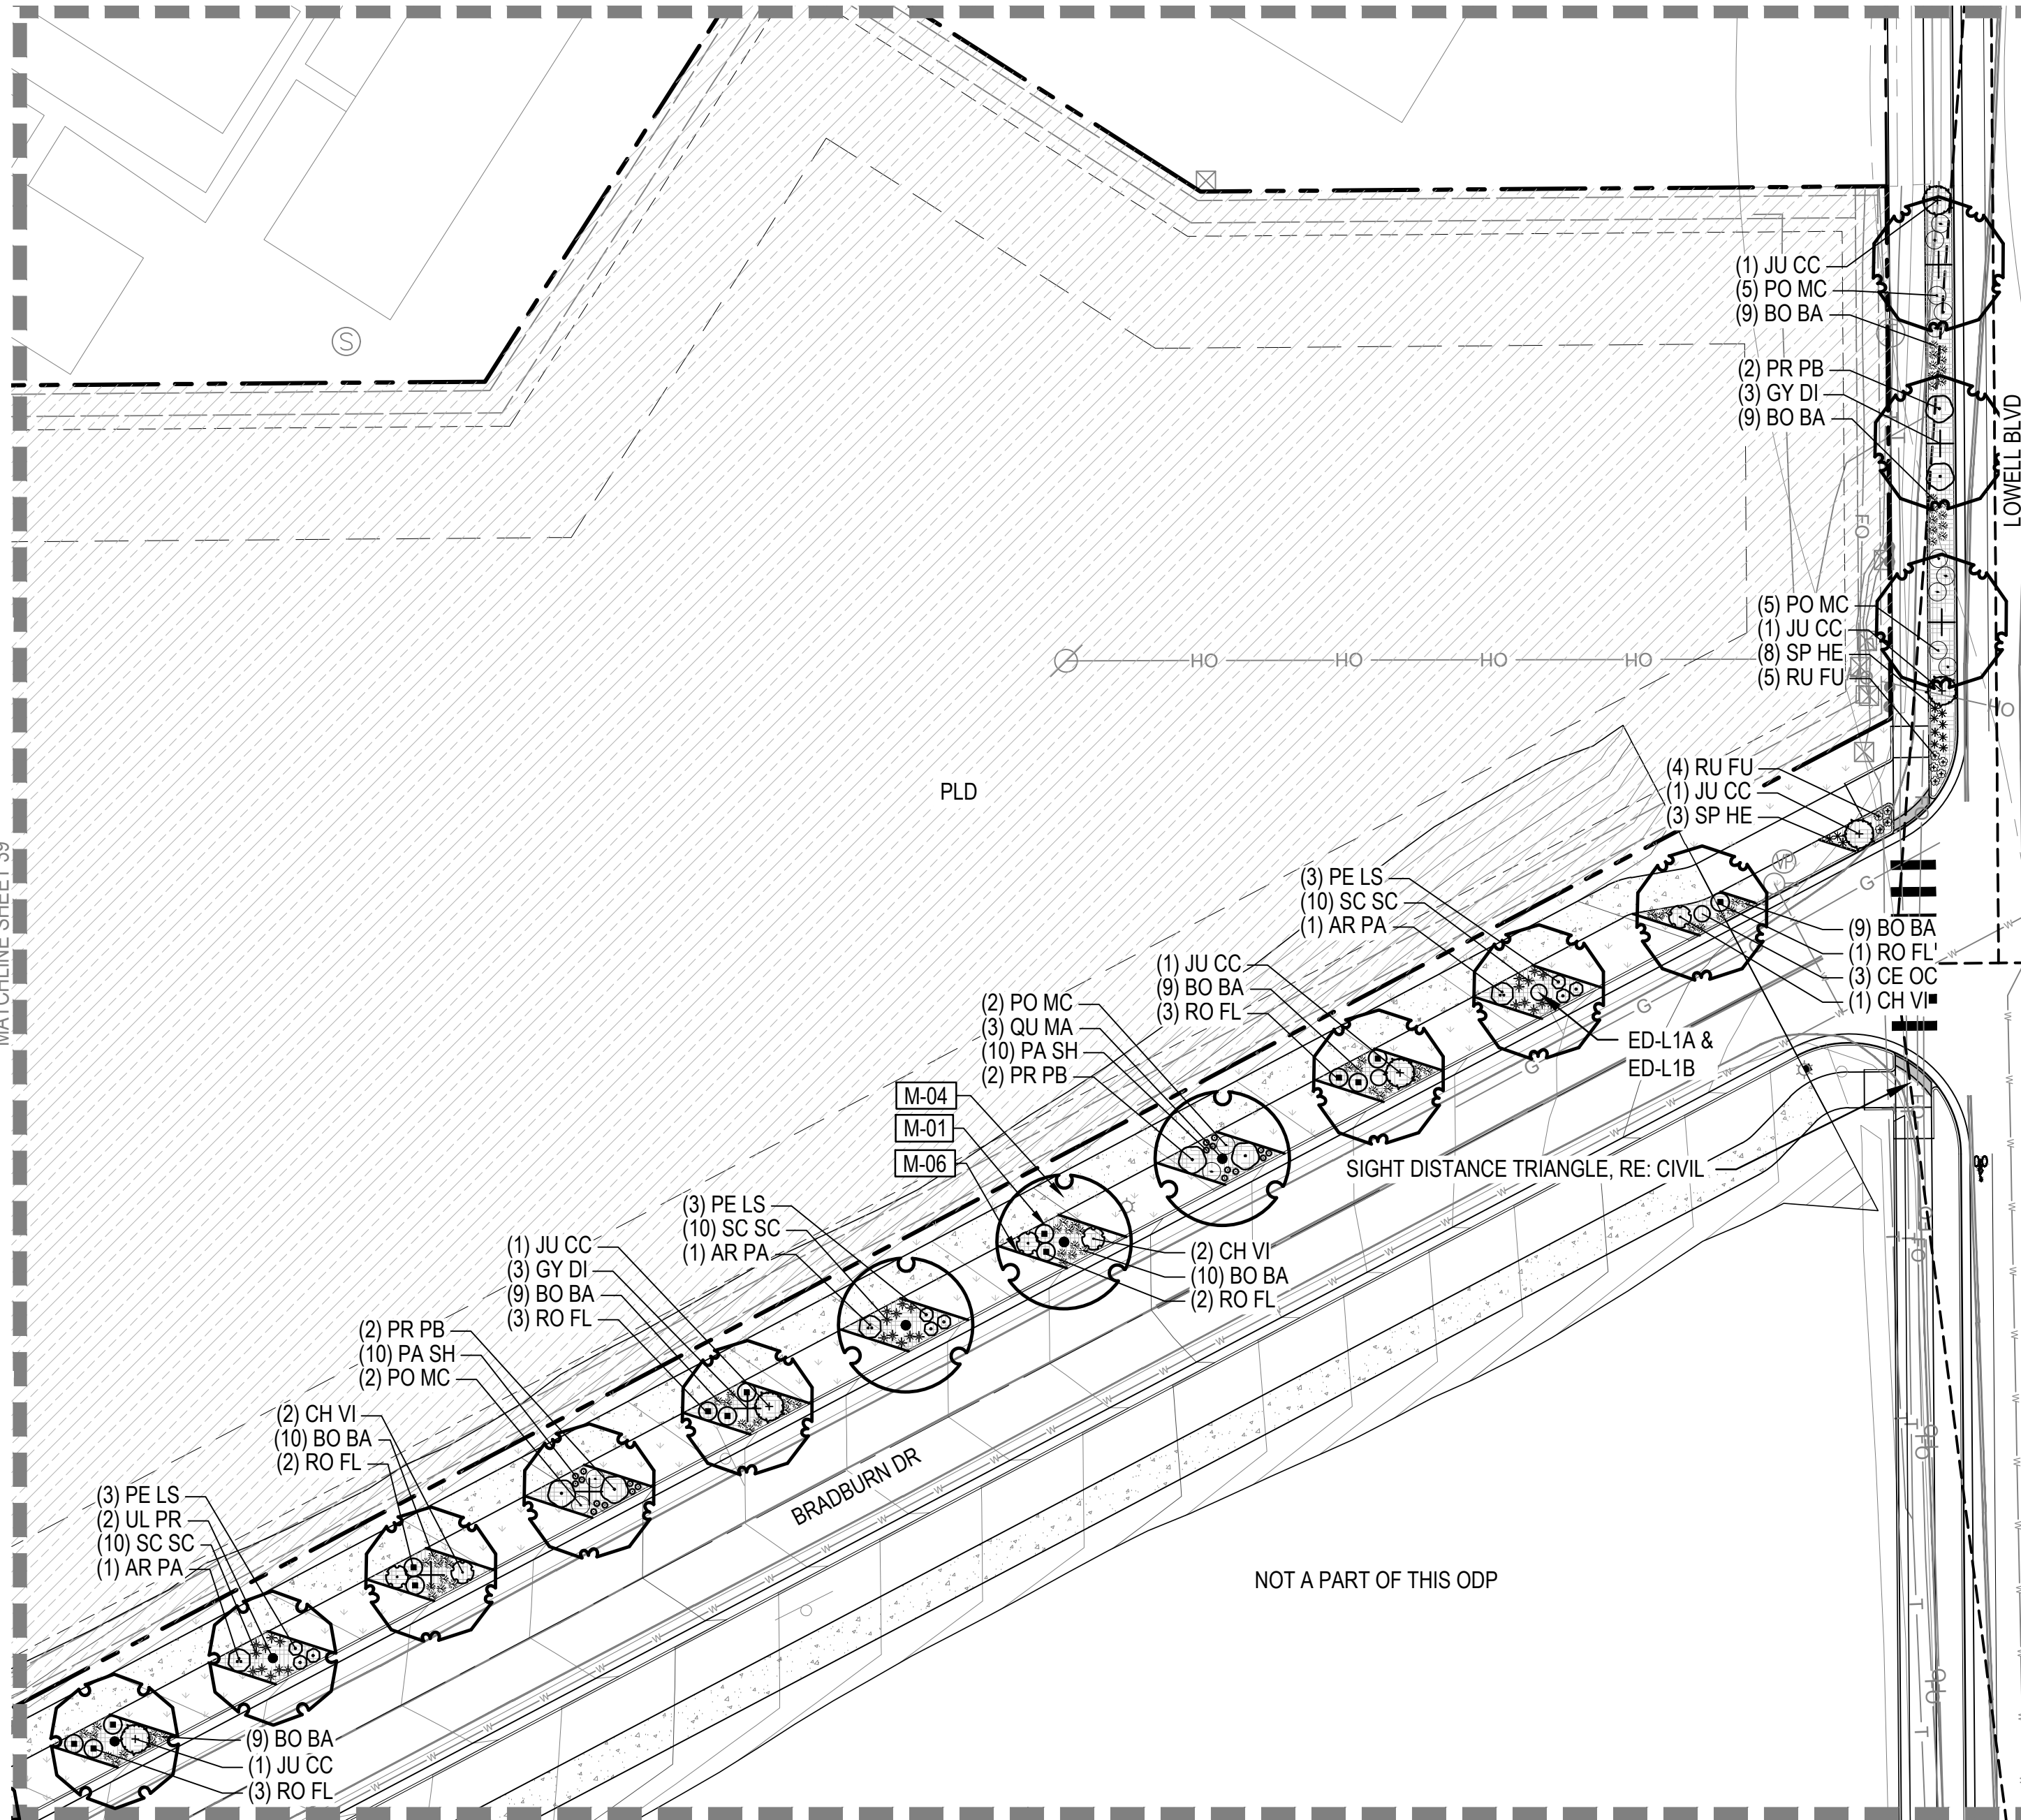 (1) JU CC
(5) PO MC
(9) BO BA
(2) PR PB
(3) GY DI
(9) BO BA
LOWELL BLVD
FO
(5) PO MC
(1) JU CC
(8) SP HE
(5) RU FU
HO HO HO HO
HO
S
PLD
(4) RU FU
(1) JU CC
(3) SP HE
VP
G
(3) PE LS
(10) SC SC
(1) AR PA
(9) BO BA
(1) RO FL
(3) CE OC
(1) CH VI
(1) JU CC
(9) BO BA
(3) RO FL
ED-L1A &
ED-L1B
(2) PO MC
(3) QU MA
(10) PA SH
(2) PR PB
G
G
M-04
M-01
M-06
SIGHT DISTANCE TRIANGLE, RE: CIVIL
(3) PE LS
(10) SC SC
(1) AR PA
(2) CH VI
(10) BO BA
(2) RO FL
(1) JU CC
(3) GY DI
(9) BO BA
(3) RO FL
(2) PR PB
(10) PA SH
(2) PO MC
(2) CH VI
(10) BO BA
(2) RO FL
BRADBURN DR
(3) PE LS
(2) UL PR
(10) SC SC
(1) AR PA
NOT A PART OF THIS ODP
(9) BO BA
(1) JU CC
(3) RO FL
MATCHLINE SHEET 39